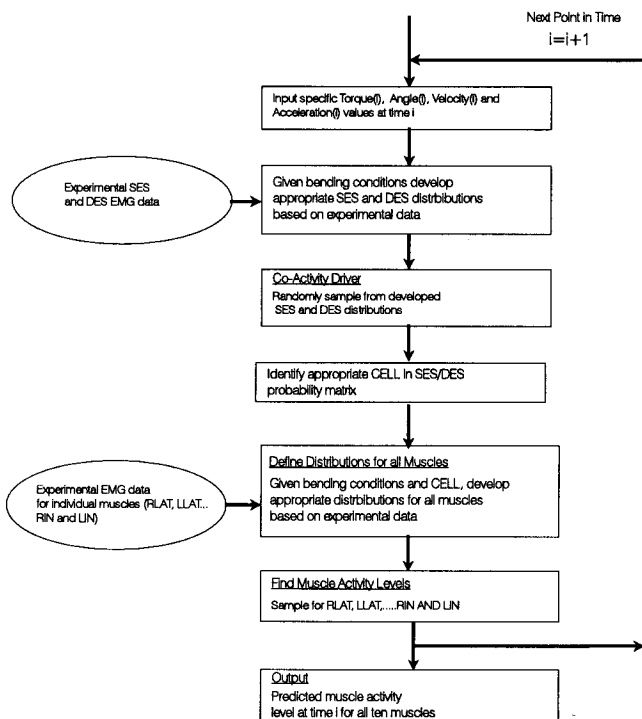 Next Point in Time
i=i+1
Input specific Torque(i), Angle(i), Velocity(i) and
Acceleration(i) values at time i
Experimental SES
and DES EMG data
Given bending conditions develop
appropriate SES and DES distrbibutions
based on experimental data
Co-Activity Driver
Randomly sample from developed
SES and DES distributions
Identify appropriate CELL in SES/DES
probability matrix
Define Distributions for all Muscles
Given bending conditions and CELL, develop
appropriate distrbibutions for all muscles
based on experimental data
Experimental EMG data
for individual muscles (RLAT, LLAT...
RIN and LIN)
Find Muscle Activity Levels
Sample for RLAT, LLAT,.....RIN AND LIN
Output
Predicted muscle activity
level at time i for all ten muscles